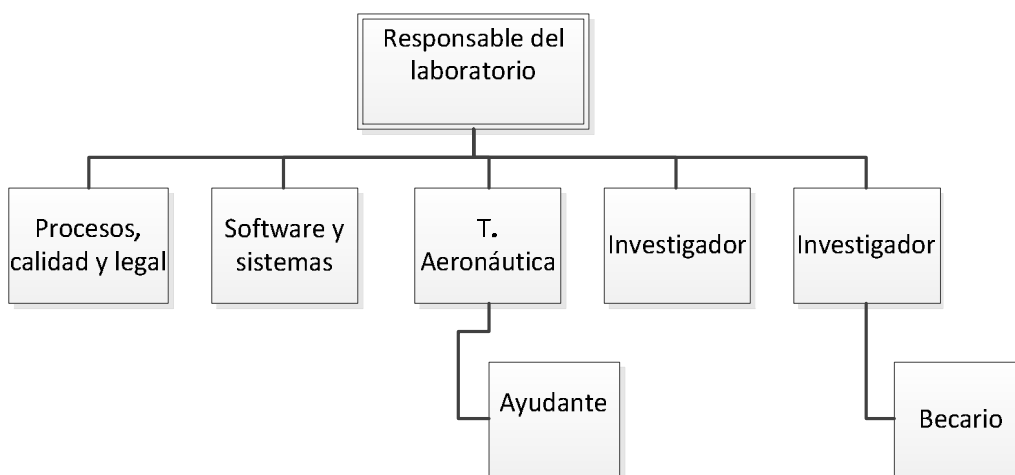 Responsable del
laboratorio
Procesos,
calidad y legal
Software y
sistemas
T.
Aeronáutica
Investigador
Investigador
Ayudante
Becario